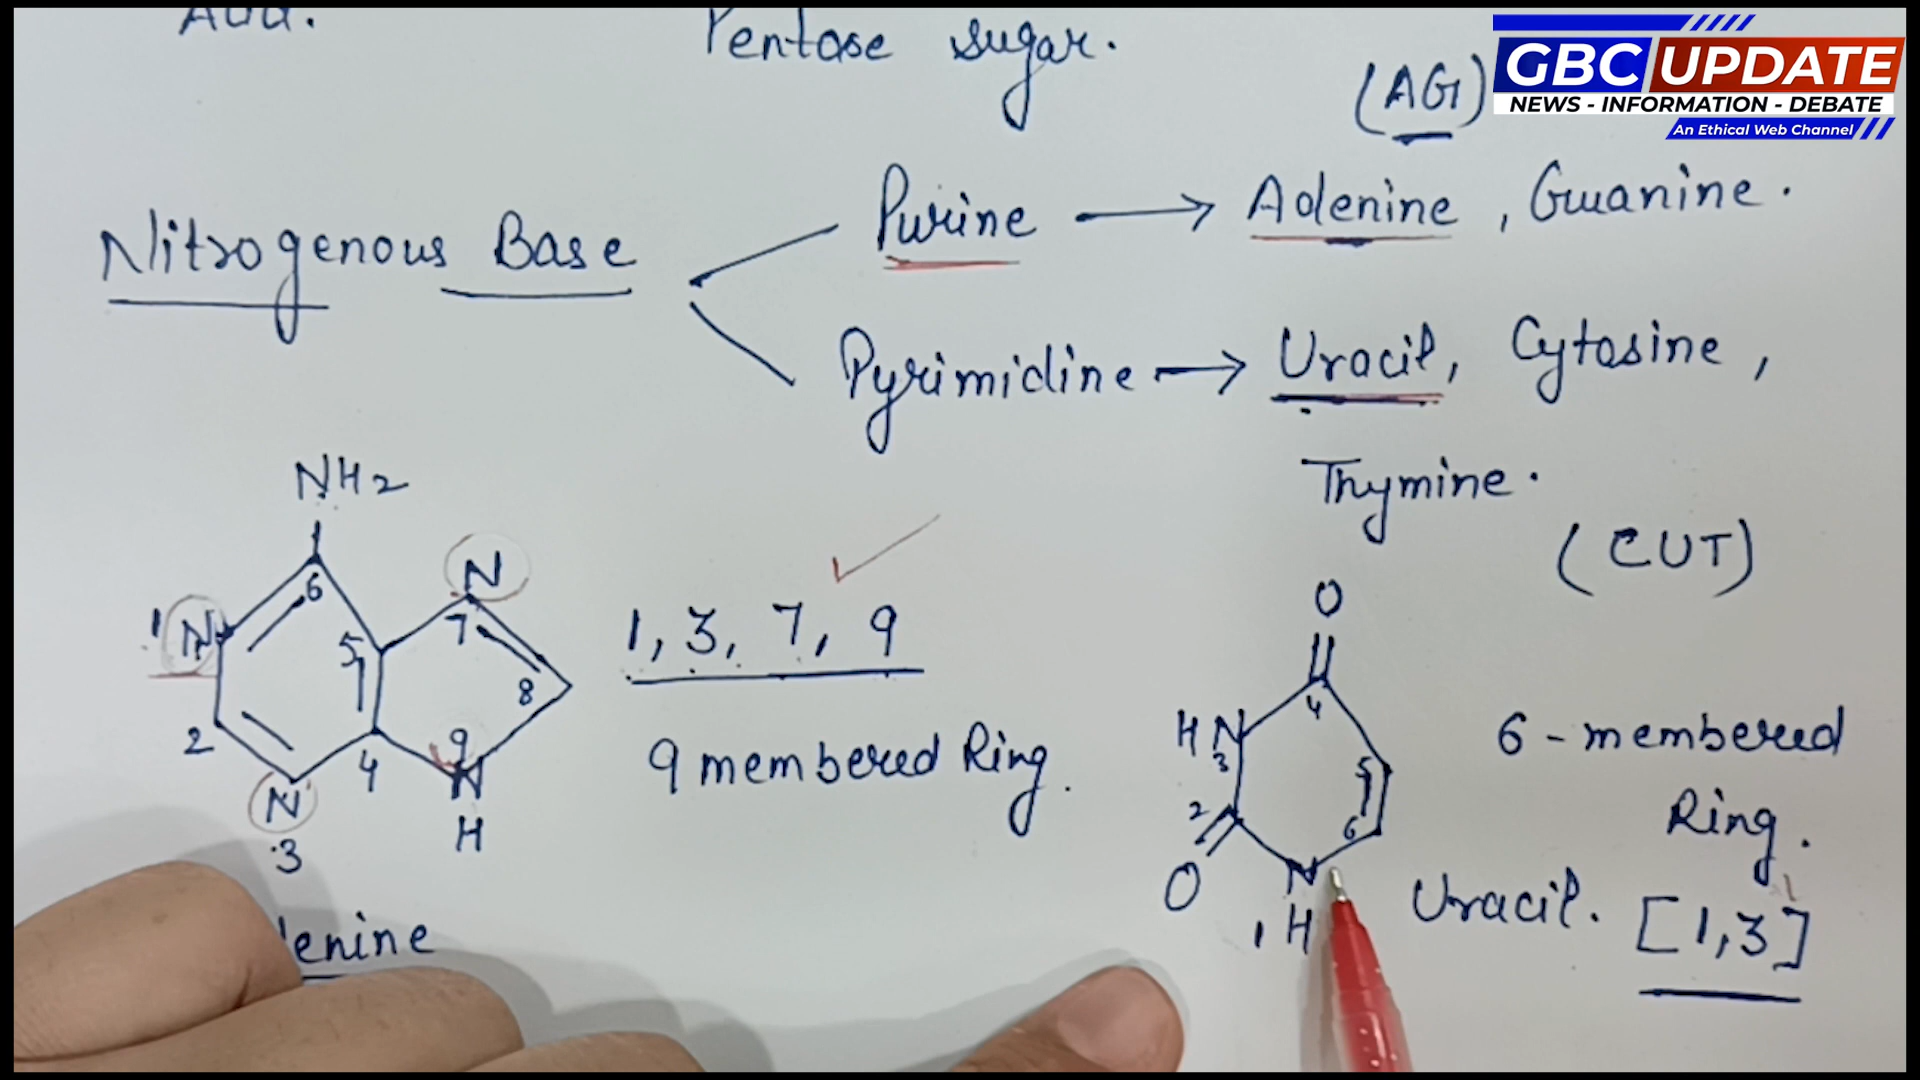 Acid.
Pentose sugar.
(AG)
GBC UPDATE
NEWS - INFORMATION - DEBATE
An Ethical Web Channel
Nitrogenous Base
Purine → Adenine, Guanine.
Pyrimidine → Uracil, Cytosine,
Thymine.
(CUT)
NH2
6
N
1 N
5
7
8
2
9
4
N
N
H
3
enine
1, 3, 7, 9
9 membered Ring.
O
4
H N
3
5
2
6
O
N
1 H
Uracil.
6-membered
Ring.
[1,3]